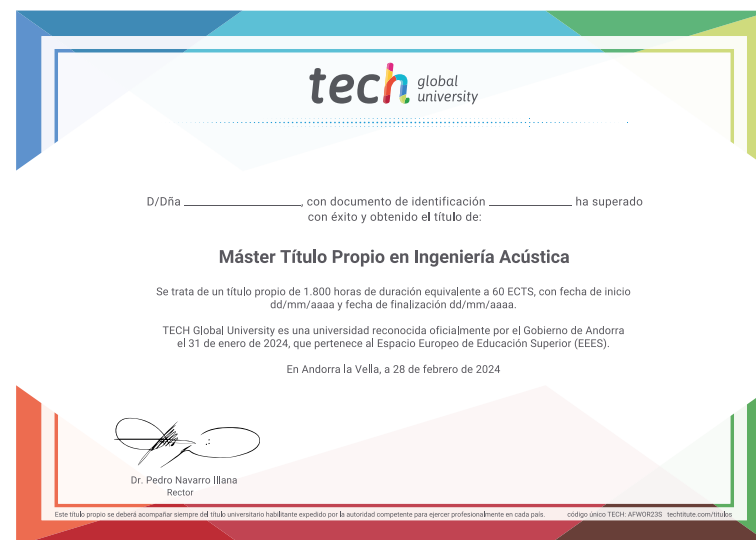 tech global university
D/Dña ____________________, con documento de identificación ______________ ha superado
con éxito y obtenido el título de:
Máster Título Propio en Ingeniería Acústica
Se trata de un título propio de 1.800 horas de duración equivalente a 60 ECTS, con fecha de inicio
dd/mm/aaaa y fecha de finalización dd/mm/aaaa.
TECH Global University es una universidad reconocida oficialmente por el Gobierno de Andorra
el 31 de enero de 2024, que pertenece al Espacio Europeo de Educación Superior (EEES).
En Andorra la Vella, a 28 de febrero de 2024
Dr. Pedro Navarro Illana
Rector
Este título propio se deberá acompañar siempre del título universitario habilitante expedido por la autoridad competente para ejercer profesionalmente en cada país. código único TECH: AFWOR23S techtitute.com/titulos